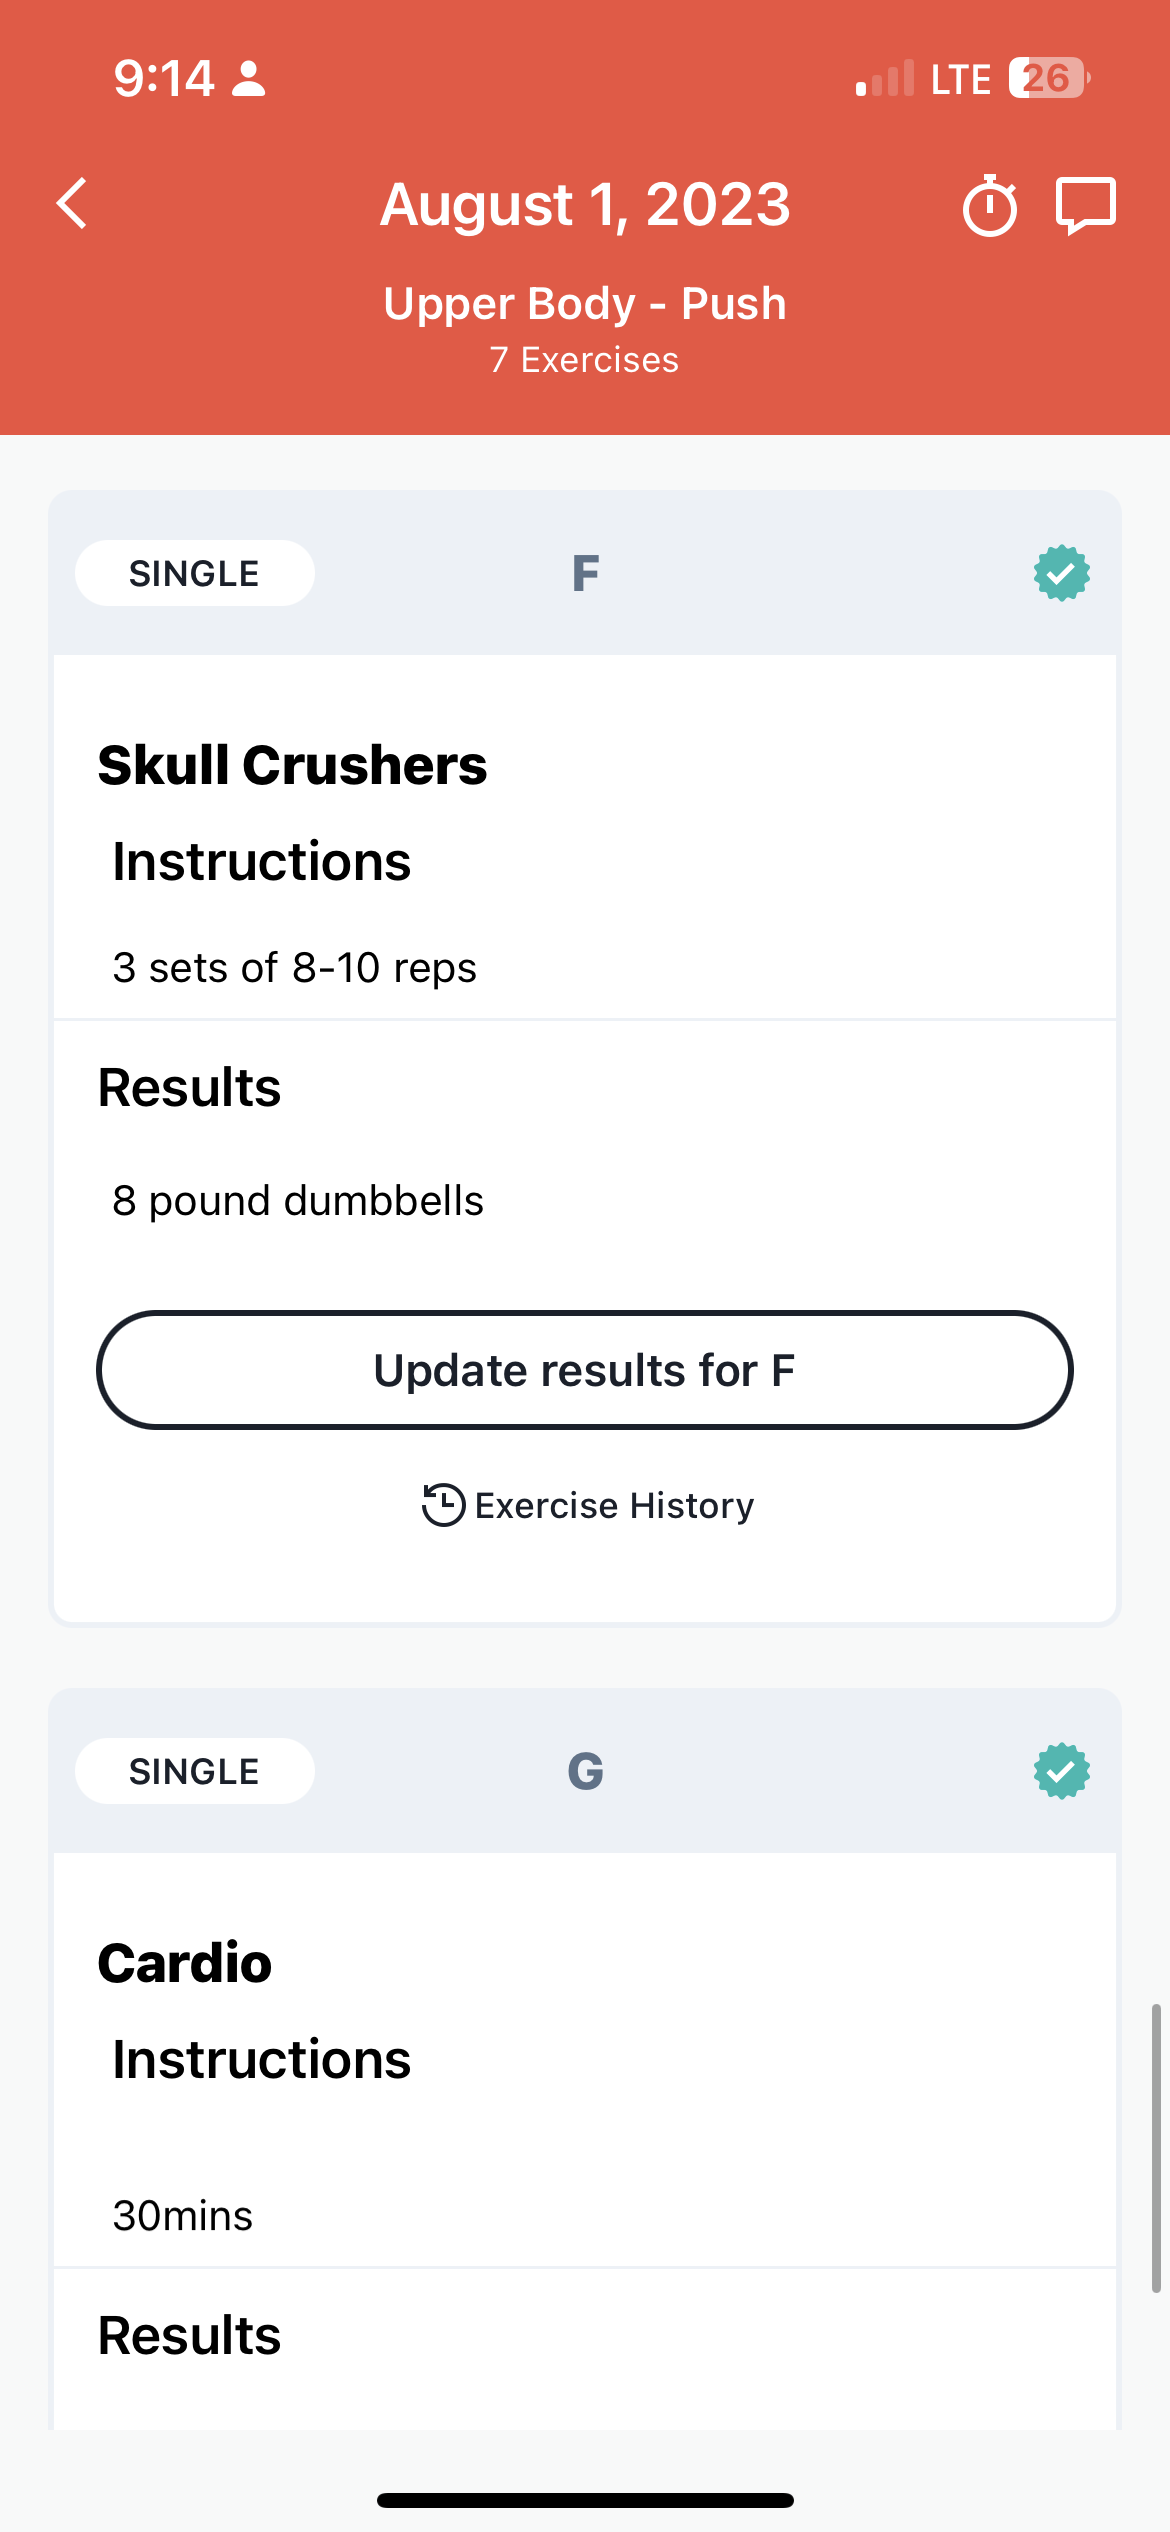 9:14
LTE 26
August 1, 2023
Upper Body - Push
7 Exercises
SINGLE F
Skull Crushers
Instructions
3 sets of 8-10 reps
Results
8 pound dumbbells
Update results for F
Exercise History
SINGLE G
Cardio
Instructions
30mins
Results